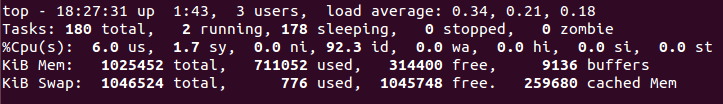 top - 18:27:31 up  1:43,  3 users,  load average: 0.34, 0.21, 0.18
Tasks: 180 total,   2 running, 178 sleeping,   0 stopped,   0 zombie
%Cpu(s):  6.0 us,  1.7 sy,  0.0 ni, 92.3 id,  0.0 wa,  0.0 hi,  0.0 si,  0.0 st
KiB Mem:   1025452 total,   711052 used,   314400 free,     9136 buffers
KiB Swap:  1046524 total,      776 used,  1045748 free.   259680 cached Mem